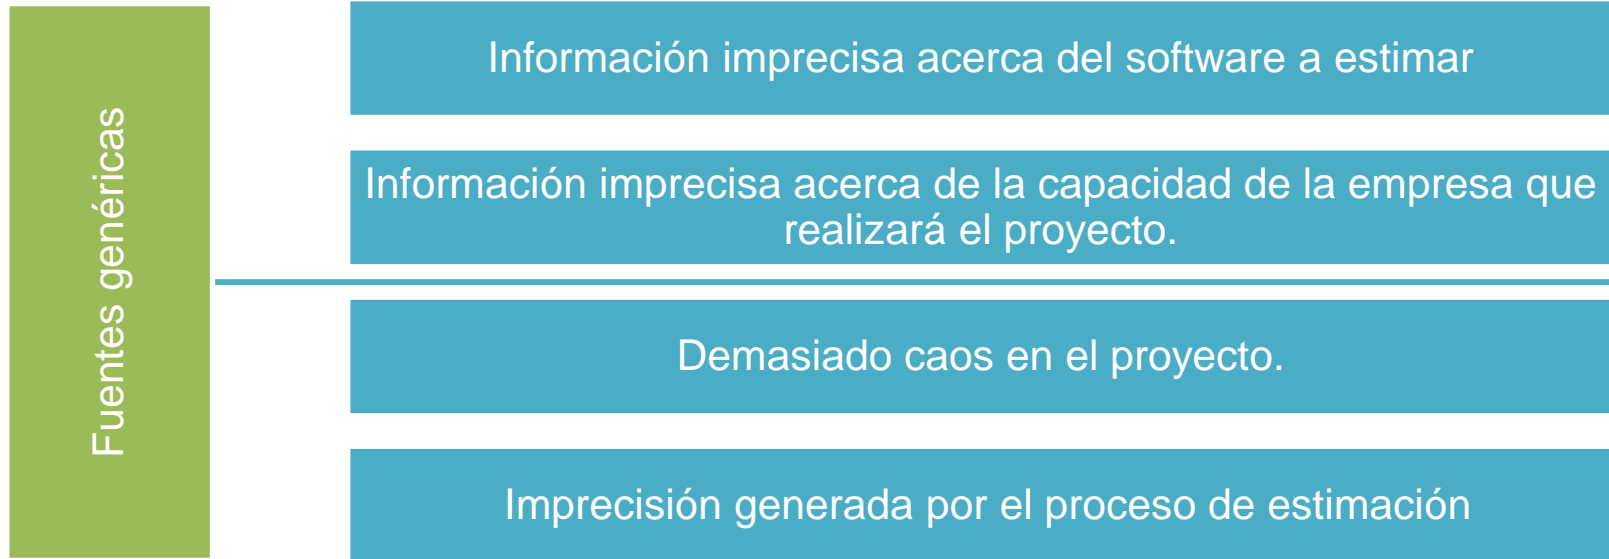 Fuentes genéricas
Información imprecisa acerca del software a estimar
Información imprecisa acerca de la capacidad de la empresa que
realizará el proyecto.
Demasiado caos en el proyecto.
Imprecisión generada por el proceso de estimación